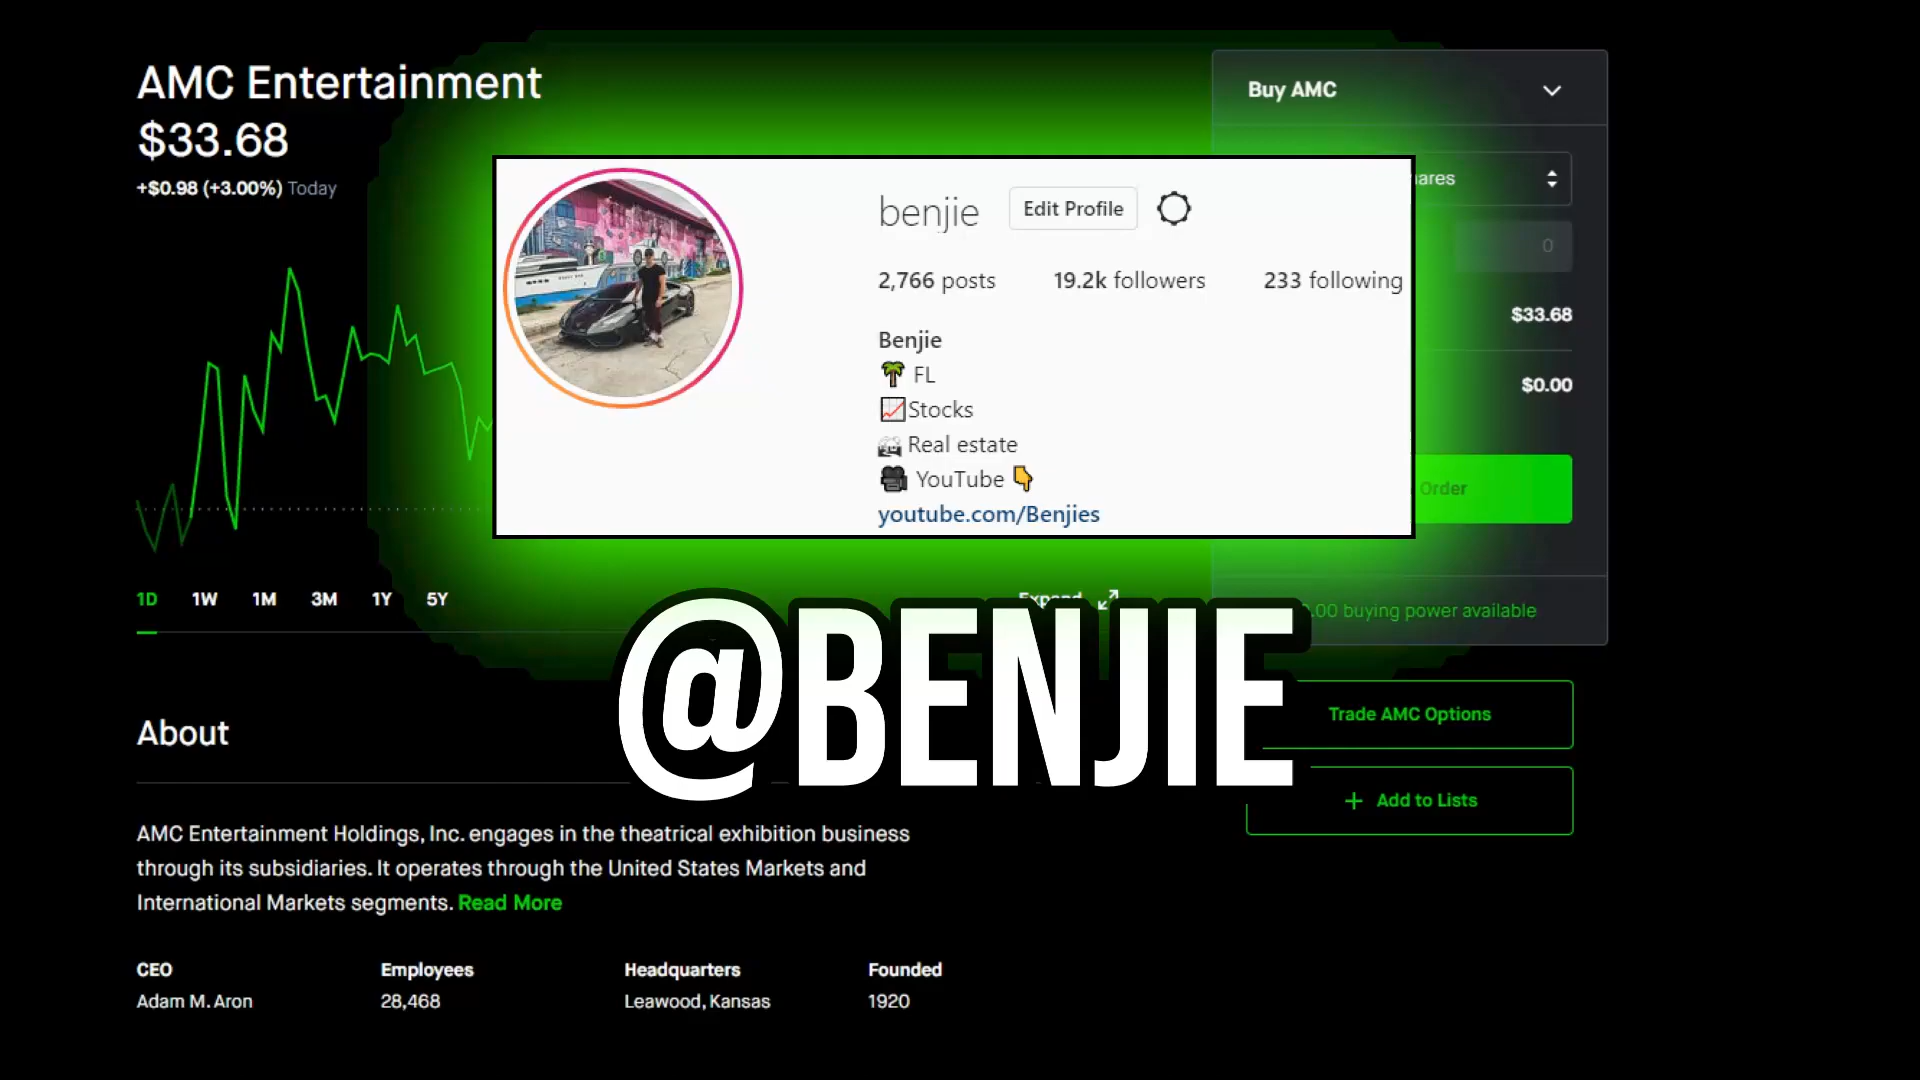 AMC Entertainment
$33.68
+$0.98 (+3.00%) Today
Buy AMC
0
$33.68
$0.00
Order
.00 buying power available
benjie Edit Profile
2,766 posts 19.2k followers 233 following
Benjie
FL
Stocks
Real estate
YouTube
youtube.com/Benjies
1D 1W 1M 3M 1Y 5Y
Expand
@BENJIE
Trade AMC Options
+ Add to Lists
About
AMC Entertainment Holdings, Inc. engages in the theatrical exhibition business
through its subsidiaries. It operates through the United States Markets and
International Markets segments. Read More
CEO Employees Headquarters Founded
Adam M. Aron 28,468 Leawood, Kansas 1920